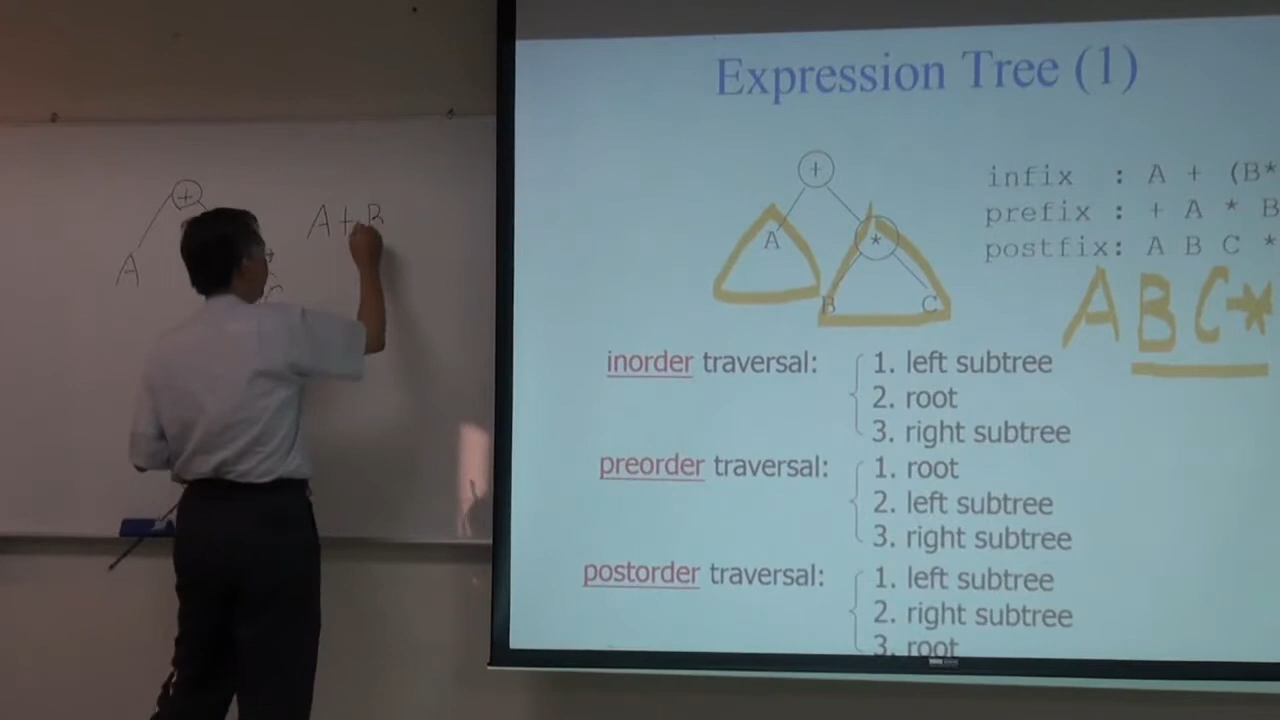 Expression Tree (1)
+
A
*
B
C
infix : A + (B*
prefix : + A * B
postfix: A B C *
A B C *
inorder traversal:
1. left subtree
2. root
3. right subtree
preorder traversal:
1. root
2. left subtree
3. right subtree
postorder traversal:
1. left subtree
2. right subtree
3. root
+
A
A + B